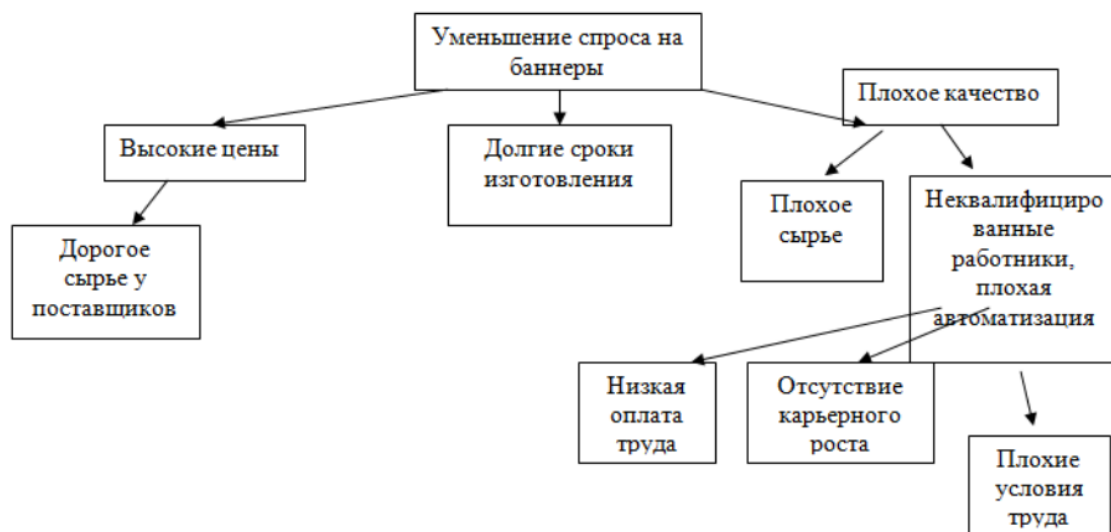 Уменьшение спроса на
баннеры
Плохое качество
Высокие цены
Долгие сроки
изготовления
Плохое
сырье
Неквалифициро
ванные
работники,
плохая
автоматизация
Дорогое
сырье у
поставщиков
Низкая
оплата
труда
Отсутствие
карьерного
роста
Плохие
условия
труда